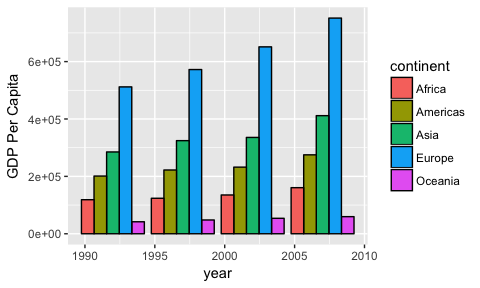 GDP Per Capita
6e+05
4e+05
2e+05
0e+00
1990 1995 2000 2005 2010
year
continent
Africa
Americas
Asia
Europe
Oceania